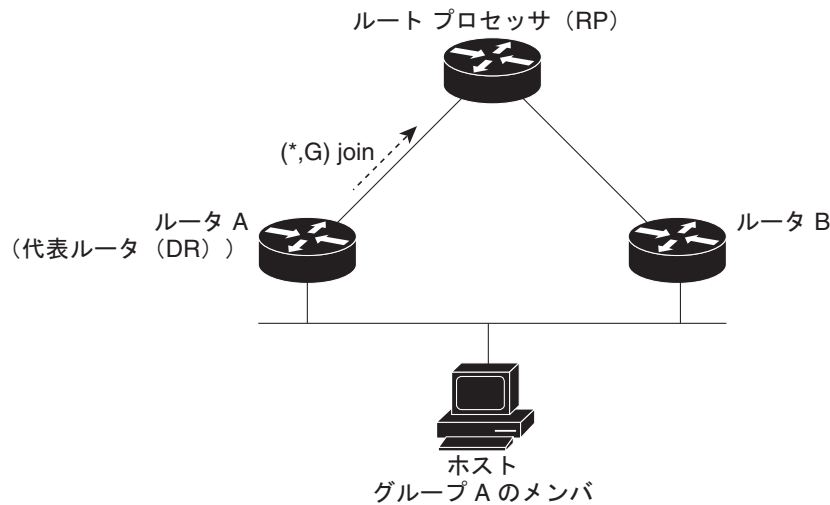 ルート プロセッサ（RP）
(*,G) join
ルータ A
（代表ルータ（DR））
ルータ B
ホスト
グループ A のメンバ